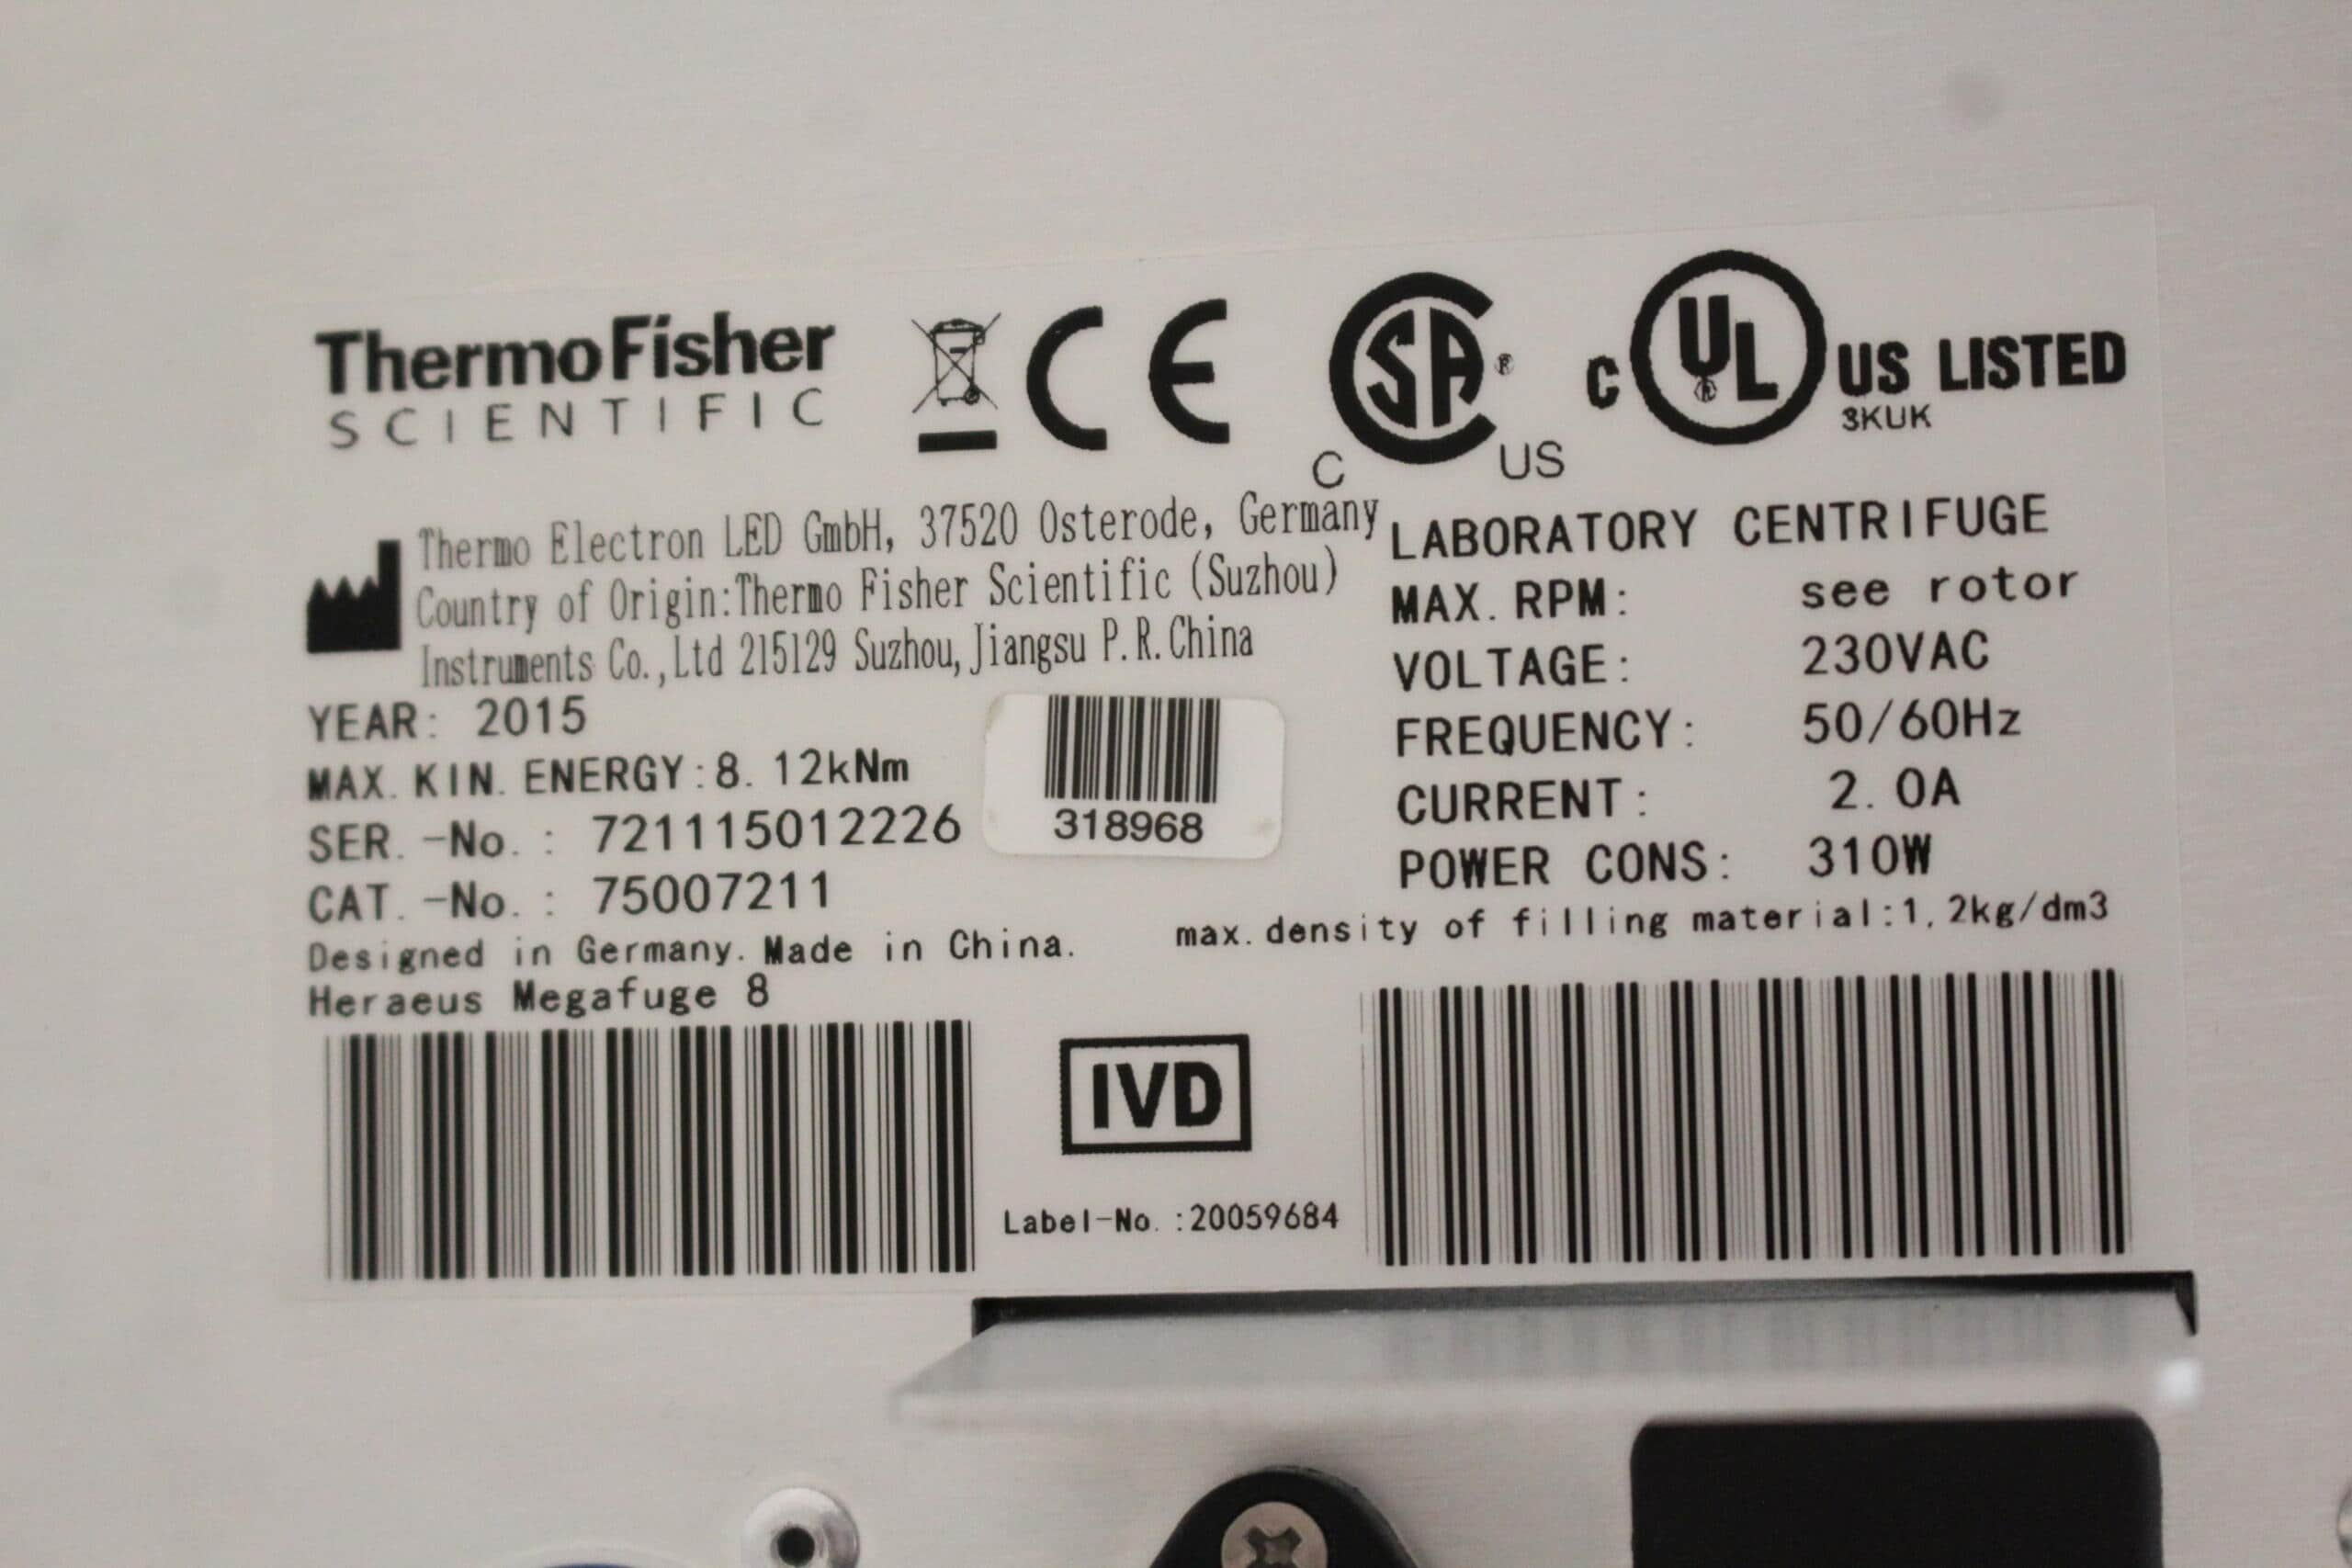 ThermoFisher
SCIENTIFIC
CE
C SA ® US
C UL ® US LISTED
3KUK
Thermo Electron LED GmbH, 37520 Osterode, Germany
Country of Origin:Thermo Fisher Scientific (Suzhou)
Instruments Co.,Ltd 215129 Suzhou,Jiangsu P.R.China
YEAR: 2015
MAX. KIN. ENERGY:8. 12kNm
SER. -No. : 721115012226
CAT. -No. : 75007211
Designed in Germany. Made in China.
Heraeus Megafuge 8
318968
LABORATORY CENTRIFUGE
MAX. RPM: see rotor
VOLTAGE: 230VAC
FREQUENCY: 50/60Hz
CURRENT: 2. 0A
POWER CONS: 310W
max. density of filling material:1. 2kg/dm3
IVD
Label-No. :20059684